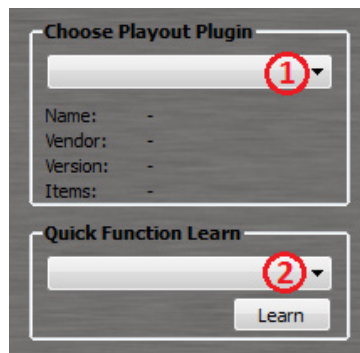 Choose Playout Plugin
1
Name: -
Vendor: -
Version: -
Items: -
Quick Function Learn
2
Learn